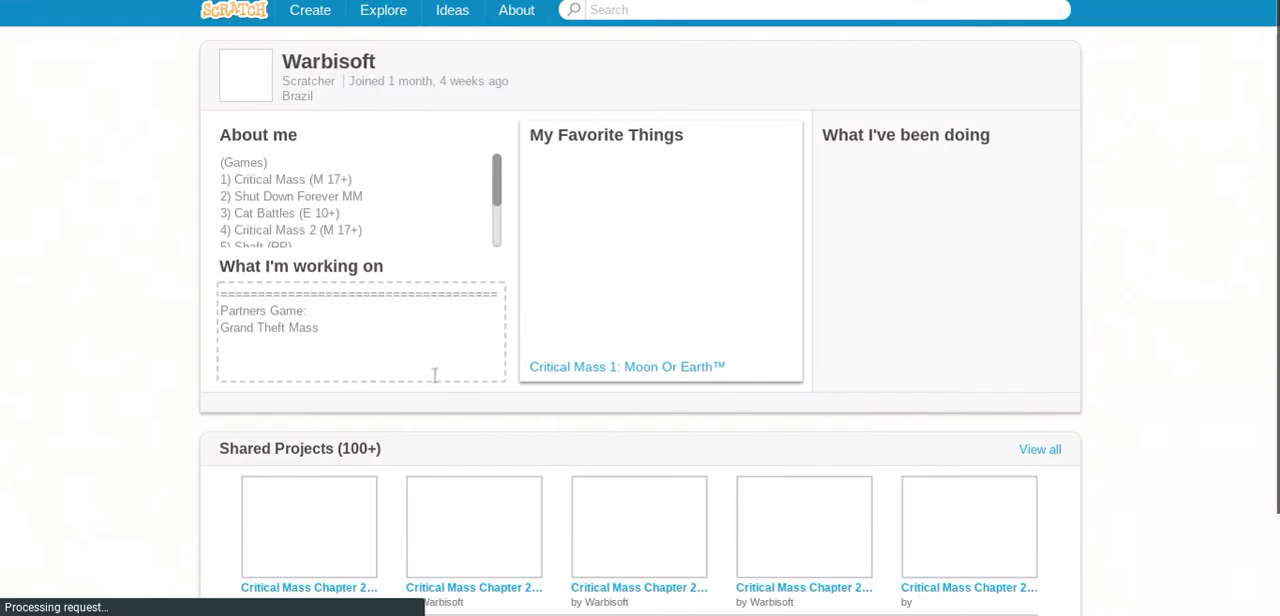 SCRATCH Create Explore Ideas About Search
Warbisoft
Scratcher Joined 1 month, 4 weeks ago
Brazil
About me
(Games)
1) Critical Mass (M 17+)
2) Shut Down Forever MM
3) Cat Battles (E 10+)
4) Critical Mass 2 (M 17+)
5) Shaft (RP)
What I'm working on
=====================================
Partners Game:
Grand Theft Mass
My Favorite Things
Critical Mass 1: Moon Or Earth™
What I've been doing
Shared Projects (100+)
View all
Critical Mass Chapter 2...
Critical Mass Chapter 2...
by Warbisoft
Critical Mass Chapter 2...
by Warbisoft
Critical Mass Chapter 2...
by Warbisoft
Critical Mass Chapter 2...
by
Processing request...